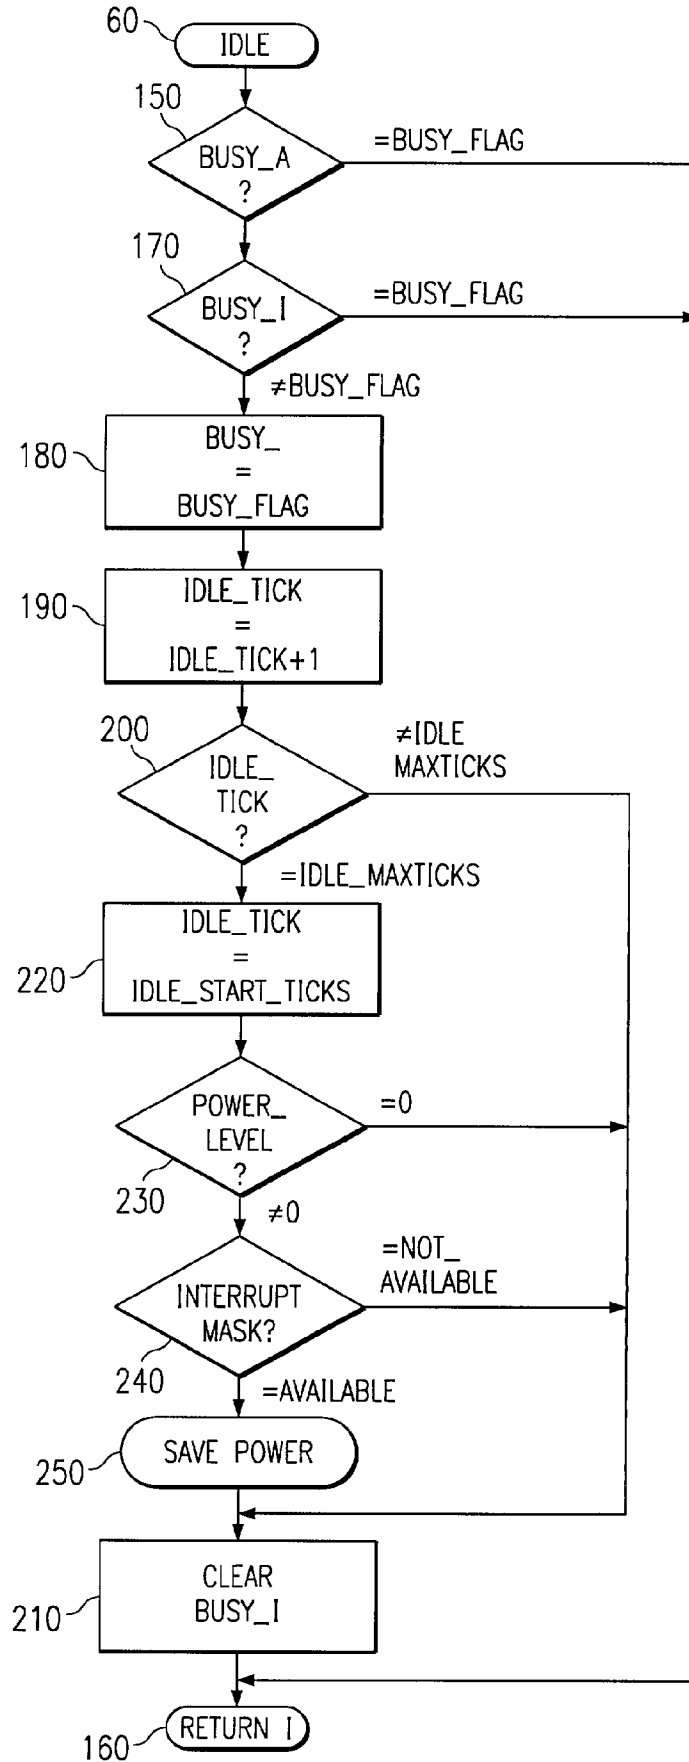 60
IDLE
150
BUSY_A
?
=BUSY_FLAG
170
BUSY_I
?
=BUSY_FLAG
≠BUSY_FLAG
180
BUSY_
=
BUSY_FLAG
190
IDLE_TICK
=
IDLE_TICK+1
200
IDLE_
TICK
?
≠IDLE
MAXTICKS
=IDLE_MAXTICKS
220
IDLE_TICK
=
IDLE_START_TICKS
POWER_
LEVEL
?
=0
230
≠0
INTERRUPT
MASK?
=NOT_
AVAILABLE
240
=AVAILABLE
250
SAVE POWER
210
CLEAR
BUSY_I
160
RETURN I